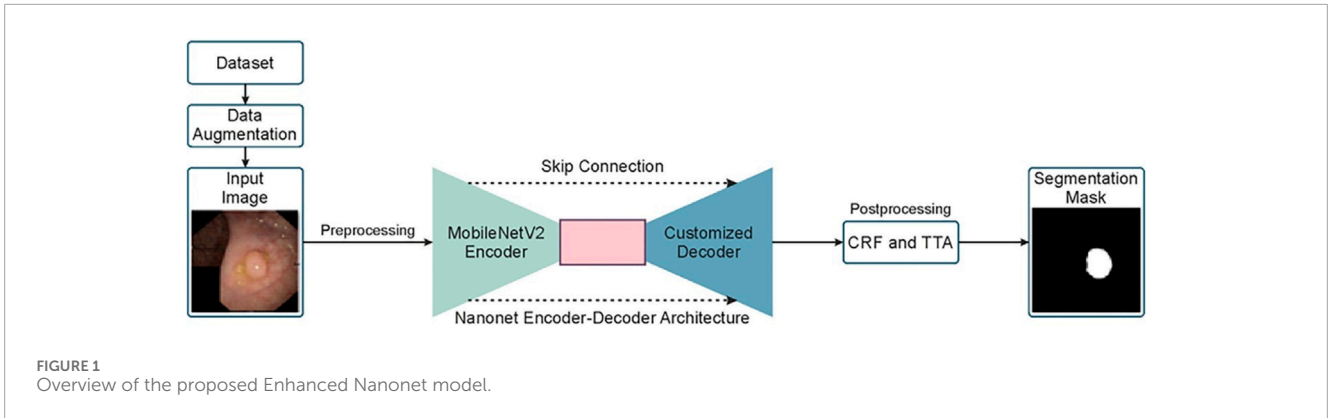 Dataset
Data
Augmentation
Input
Image
Preprocessing
Skip Connection
MobileNetV2
Encoder
Customized
Decoder
Nanonet Encoder-Decoder Architecture
Postprocessing
CRF and TTA
Segmentation
Mask
FIGURE 1
Overview of the proposed Enhanced Nanonet model.